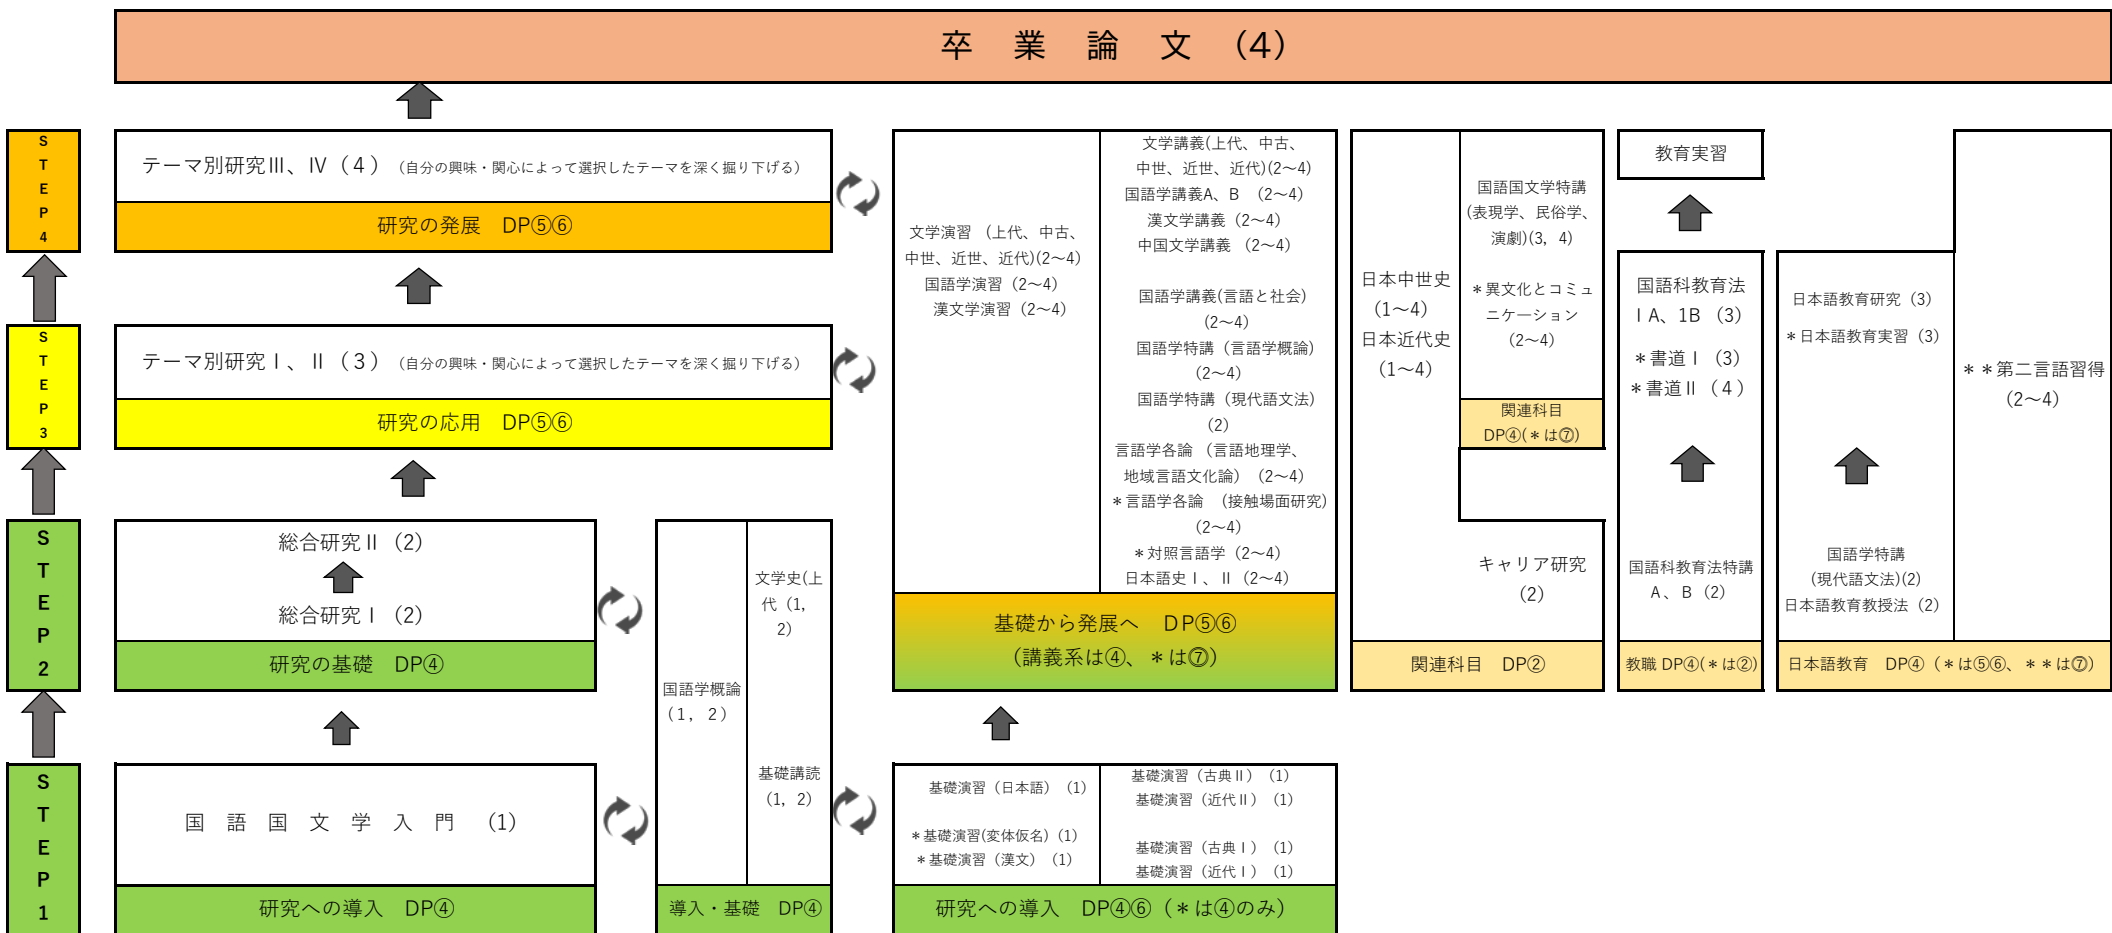 卒　業　論　文　（4）
STEP4
テーマ別研究Ⅲ、Ⅳ（４）（自分の興味・関心によって選択したテーマを深く掘り下げる）
研究の発展　DP⑤⑥
STEP3
テーマ別研究Ⅰ、Ⅱ（３）（自分の興味・関心によって選択したテーマを深く掘り下げる）
研究の応用　DP⑤⑥
STEP2
総合研究Ⅱ（2）
総合研究Ⅰ（2）
研究の基礎　DP④
STEP1
国　語　国　文　学　入　門　（1）
研究への導入　DP④
国語学概論
（１，２）
文学史(上
代（1，
2）
基礎講読
（1，2）
導入・基礎　DP④
文学演習　（上代、中古、
中世、近世、近代）(2～4）
国語学演習（2～4）
漢文学演習（2～4）
文学講義(上代、中古、
中世、近世、近代）(2～4）
国語学講義A、B　（2～4）
漢文学講義（2～4）
中国文学講義　（2～4）
国語学講義(言語と社会）
（2～4）
国語学特講（言語学概論）
（2～4）
国語学特講（現代語文法）
（2）
言語学各論　（言語地理学、
地域言語文化論）　（2～4）
＊言語学各論　（接触場面研究）
（2～4）
＊対照言語学（2～4）
日本語史Ⅰ、Ⅱ（2～4）
基礎から発展へ　DP⑤⑥
（講義系は④、＊は⑦）
基礎演習（日本語）　（1）
＊基礎演習(変体仮名）（1）
＊基礎演習（漢文）　（1）
基礎演習（古典Ⅱ）　（1）
基礎演習（近代Ⅱ）　（1）
基礎演習（古典Ⅰ）　（1）
基礎演習（近代Ⅰ）　（1）
研究への導入　DP④⑥（＊は④のみ）
日本中世史
（1～4）
日本近代史
（1～4）
国語国文学特講
(表現学、民俗学、
演劇）（3，4）
＊異文化とコミュ
ニケーション
（2～4）
関連科目
DP④(＊は⑦）
キャリア研究
（2）
関連科目　DP②
教育実習
国語科教育法
ⅠA、1B　（3）
＊書道Ⅰ（3）
＊書道Ⅱ（４）
国語科教育法特講
A、B（2）
教職 DP④(＊は②)
日本語教育研究（3）
＊日本語教育実習（3）
国語学特講
（現代語文法）（2）
日本語教育教授法（2）
＊＊第二言語習得
（2～4）
日本語教育　DP④（＊は⑤⑥、＊＊は⑦）